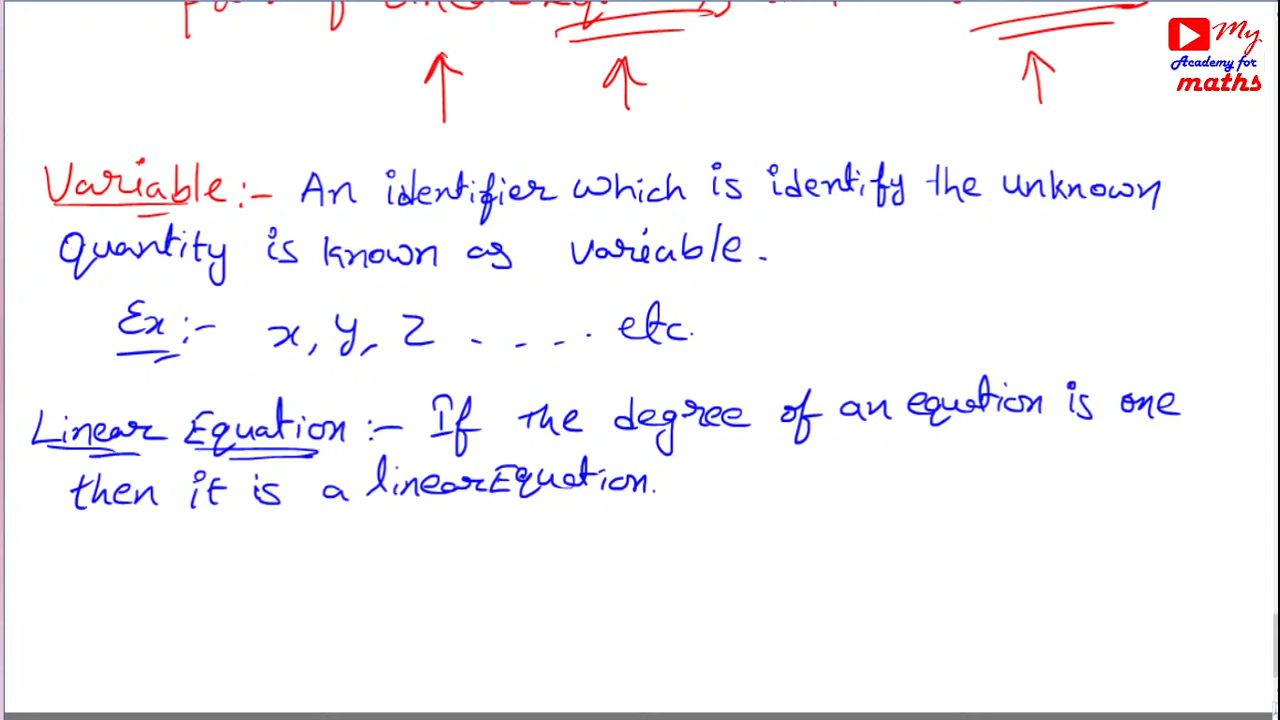 My
Academy for
maths
Variable:- An identifier which is identify the unknown
quantity is known as variable.
Ex:- x, y, z - - - - . etc.
Linear Equation :- If the degree of an equation is one
then it is a linearEquation.